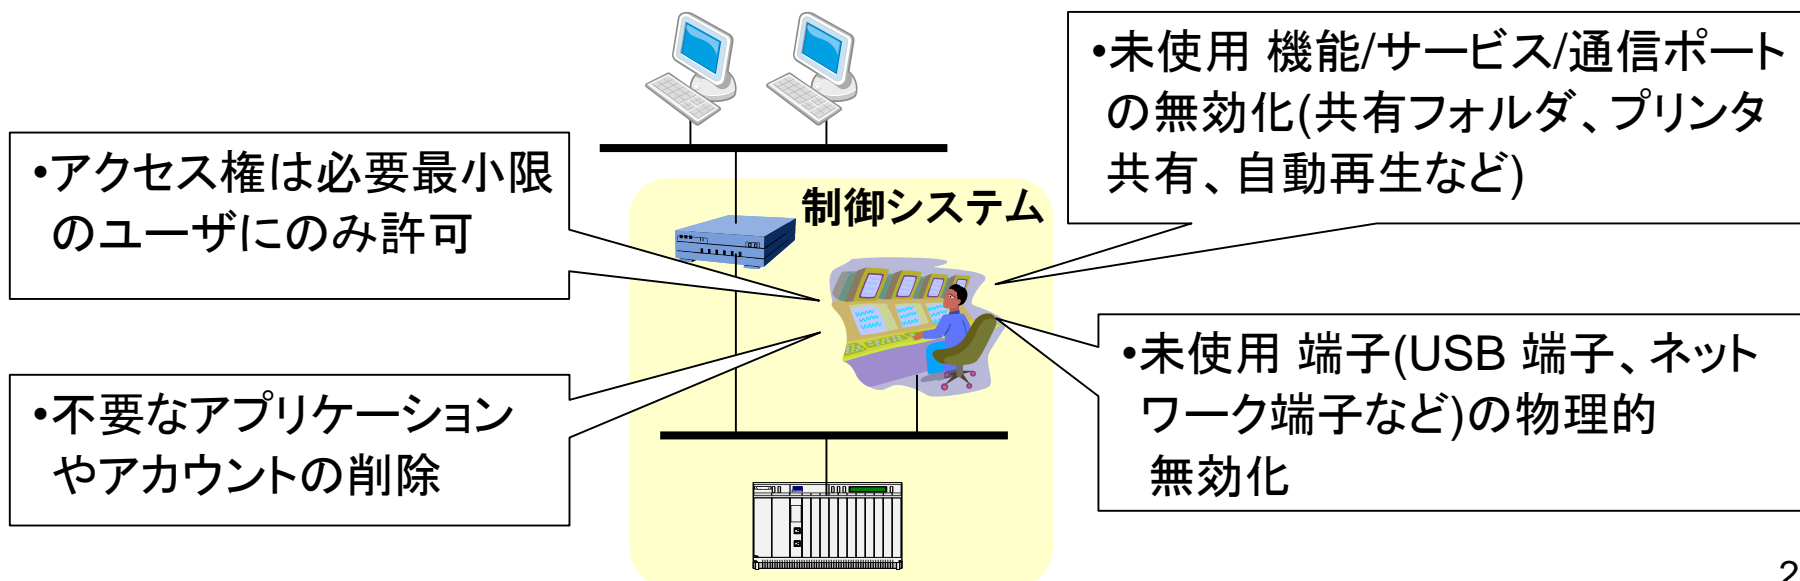 •アクセス権は必要最小限
のユーザにのみ許可
•不要なアプリケーション
やアカウントの削除
制御システム
•未使用 機能/サービス/通信ポート
の無効化(共有フォルダ、プリンタ
共有、自動再生など)
•未使用 端子(USB 端子、ネット
ワーク端子など)の物理的
無効化
2